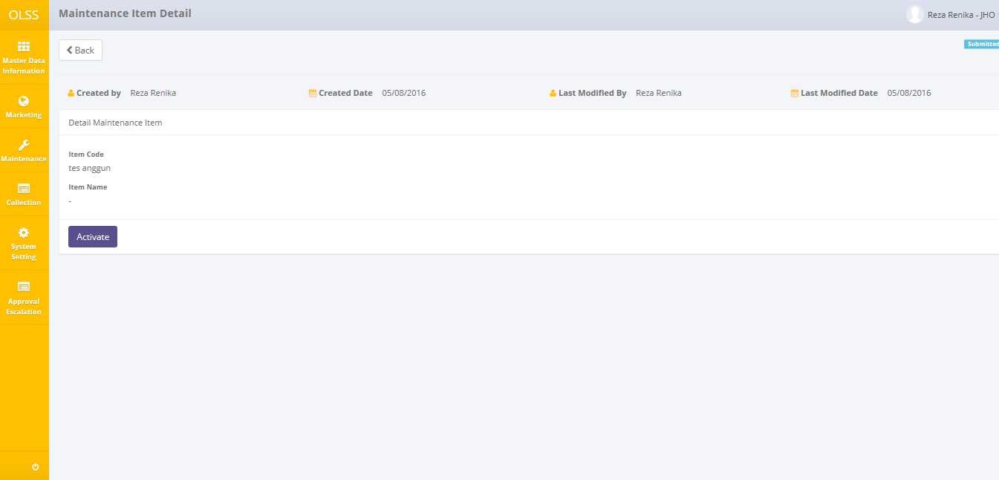 OLSS
Maintenance Item Detail
Reza Renika - JHO
Master Data
Information
Marketing
Maintenance
Collection
System
Setting
Approval
Escalation
Back
Submitted
Created by Reza Renika
Created Date 05/08/2016
Last Modified By Reza Renika
Last Modified Date 05/08/2016
Detail Maintenance Item
Item Code
tes anggun
Item Name
-
Activate